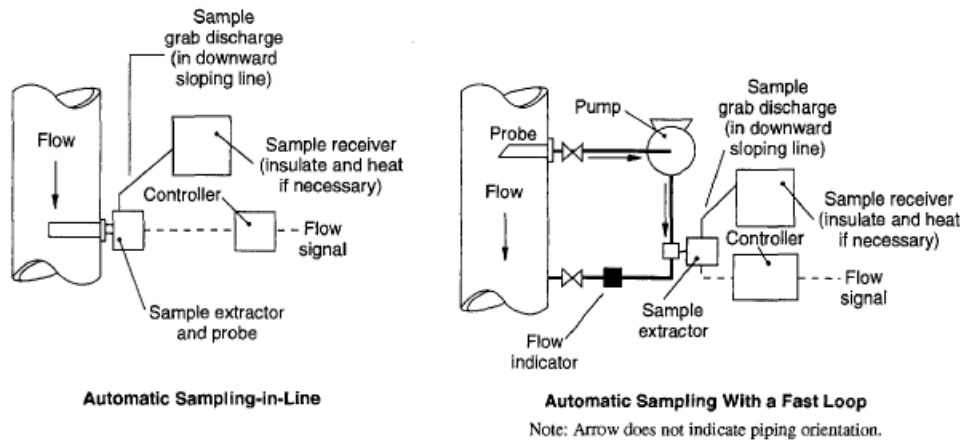 Sample
grab discharge
(in downward
sloping line)
Flow
Sample receiver
(insulate and heat
if necessary)
Controller
Flow
signal
Sample extractor
and probe
Automatic Sampling-in-Line
Pump
Sample
grab discharge
(in downward
sloping line)
Probe
Flow
Sample receiver
(insulate and heat
if necessary)
Controller
Flow
signal
Sample
extractor
Flow
indicator
Automatic Sampling With a Fast Loop
Note: Arrow does not indicate piping orientation.